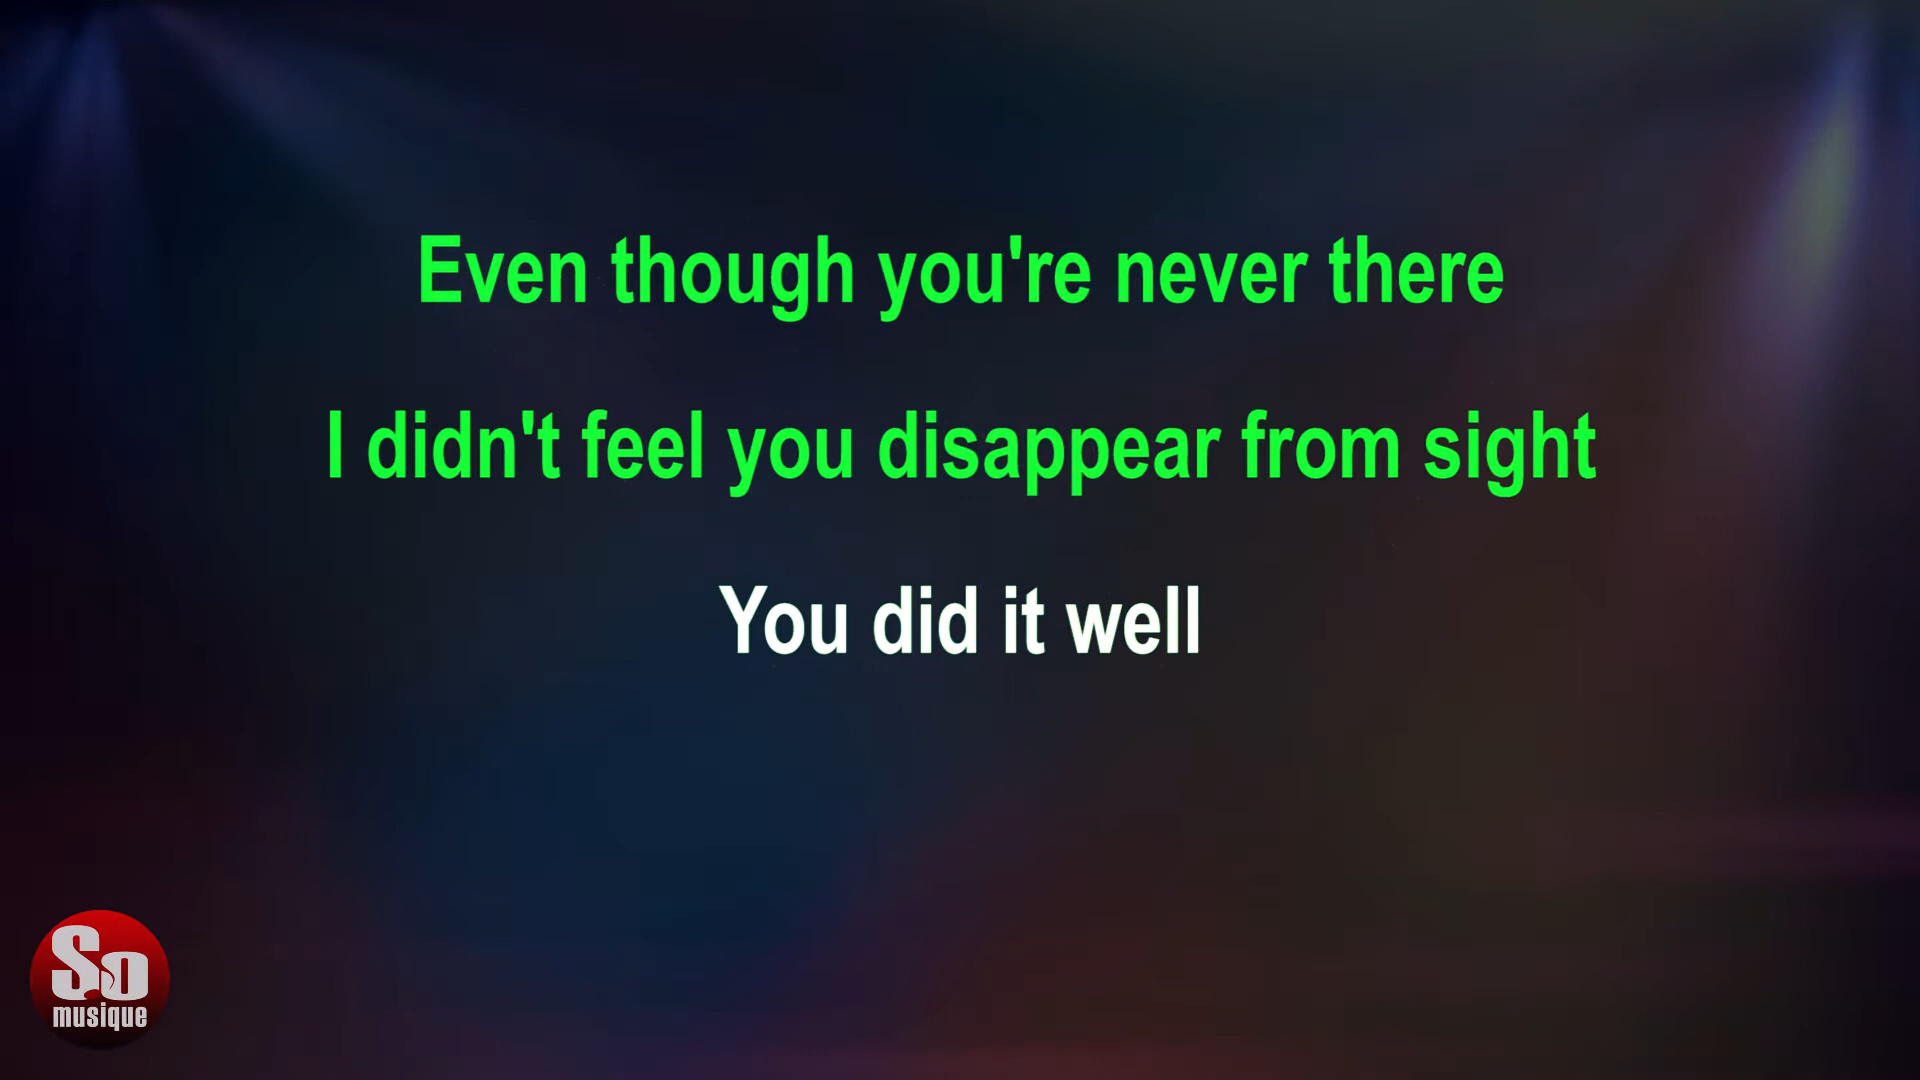 Even though you're never there
I didn't feel you disappear from sight
You did it well
So
musique